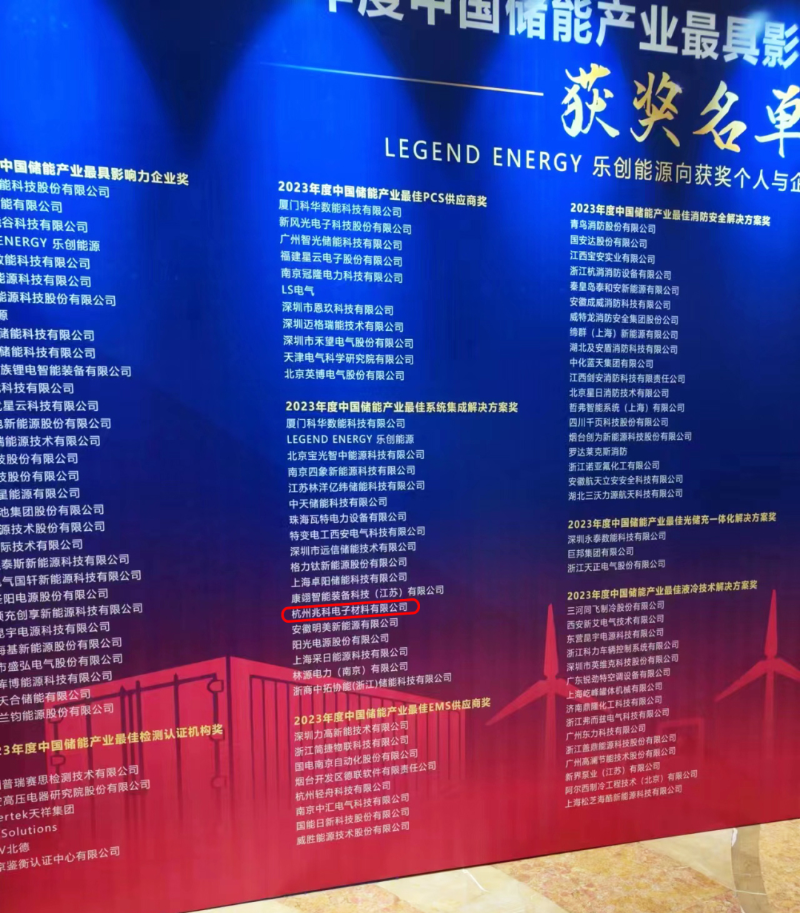 年度中国储能产业最具影
获奖名单
LEGEND ENERGY 乐创能源向获奖个人与企
中国储能产业最具影响力企业奖
能科技股份有限公司
能有限公司
谷科技有限公司
ENERGY 乐创能源
数能科技有限公司
能源科技有限公司
能源科技股份有限公司
源
储能科技有限公司
储能科技有限公司
族锂电智能装备有限公司
科技有限公司
星云科技有限公司
新能源股份有限公司
能源技术有限公司
技股份有限公司
技股份有限公司
能源有限公司
池集团股份有限公司
源技术股份有限公司
际技术有限公司
泰斯新能源科技有限公司
气国轩新能源科技有限公司
阳电源股份有限公司
充创享新能源科技有限公司
昆宇电源科技有限公司
海基新能源股份有限公司
市盛弘电气股份有限公司
库博能源科技有限公司
天合储能有限公司
兰钧能源股份有限公司
23年度中国储能产业最佳检测认证机构奖
普瑞赛思检测技术有限公司
高压电器研究院股份有限公司
ertek天祥集团
Solutions
V北德
京鉴衡认证中心有限公司
2023年度中国储能产业最佳PCS供应商奖
厦门科华数能科技有限公司
新风光电子科技股份有限公司
广州智光储能科技有限公司
福建星云电子股份有限公司
南京冠隆电力科技有限公司
LS电气
深圳市恩玖科技有限公司
深圳迈格瑞能技术有限公司
深圳市禾望电气股份有限公司
天津电气科学研究院有限公司
北京英博电气股份有限公司
2023年度中国储能产业最佳系统集成解决方案奖
厦门科华数能科技有限公司
LEGEND ENERGY 乐创能源
北京宝光智中能源科技有限公司
南京四象新能源科技有限公司
江苏林洋亿纬储能科技有限公司
中天储能科技有限公司
珠海瓦特电力设备有限公司
特变电工西安电气科技有限公司
深圳市远信储能技术有限公司
格力钛新能源股份有限公司
上海卓阳储能科技有限公司
康翊智能装备科技（江苏）有限公司
杭州兆科电子材料有限公司
安徽明美新能源有限公司
阳光电源股份有限公司
上海采日能源科技有限公司
林源电力（南京）有限公司
浙商中拓协能(浙江)储能科技有限公司
2023年度中国储能产业最佳EMS供应商奖
深圳力高新能技术有限公司
浙江简捷物联科技有限公司
国电南京自动化股份有限公司
烟台开发区德联软件有限责任公司
杭州轻舟科技有限公司
南京中汇电气科技有限公司
国能日新科技股份有限公司
威胜能源技术股份有限公司
2023年度中国储能产业最佳消防安全解决方案奖
青鸟消防股份有限公司
国安达股份有限公司
江西宝安实业有限公司
浙江杭消消防设备有限公司
秦皇岛泰和安新能源有限公司
安徽成威消防科技有限公司
威特龙消防安全集团股份公司
缔群（上海）新能源有限公司
湖北及安盾消防科技有限公司
中化蓝天集团有限公司
江西剑安消防科技有限责任公司
北京星日消防技术有限公司
哲弗智能系统（上海）有限公司
四川千页科技股份有限公司
烟台创为新能源科技股份有限公司
罗达莱克斯消防
浙江诺亚氟化工有限公司
安徽航天立安安全科技有限公司
湖北三沃力源航天科技有限公司
2023年度中国储能产业最佳光储充一体化解决方案奖
深圳永泰数能科技有限公司
巨邦集团有限公司
浙江天正电气股份有限公司
2023年度中国储能产业最佳液冷技术解决方案奖
三河同飞制冷股份有限公司
西安新艾电气技术有限公司
东营昆宇电源科技有限公司
浙江科力车辆控制系统有限公司
深圳市英维克科技股份有限公司
广东锐劲特空调设备有限公司
上海屹峰罐体机械有限公司
济南鼎隆化工科技有限公司
浙江弗而兹电气科技有限公司
广州东力科技有限公司
浙江盖鼎能源科技股份有限公司
广州高澜节能技术股份有限公司
新界泵业（江苏）有限公司
阿尔西制冷工程技术（北京）有限公司
上海松芝海酷新能源科技有限公司